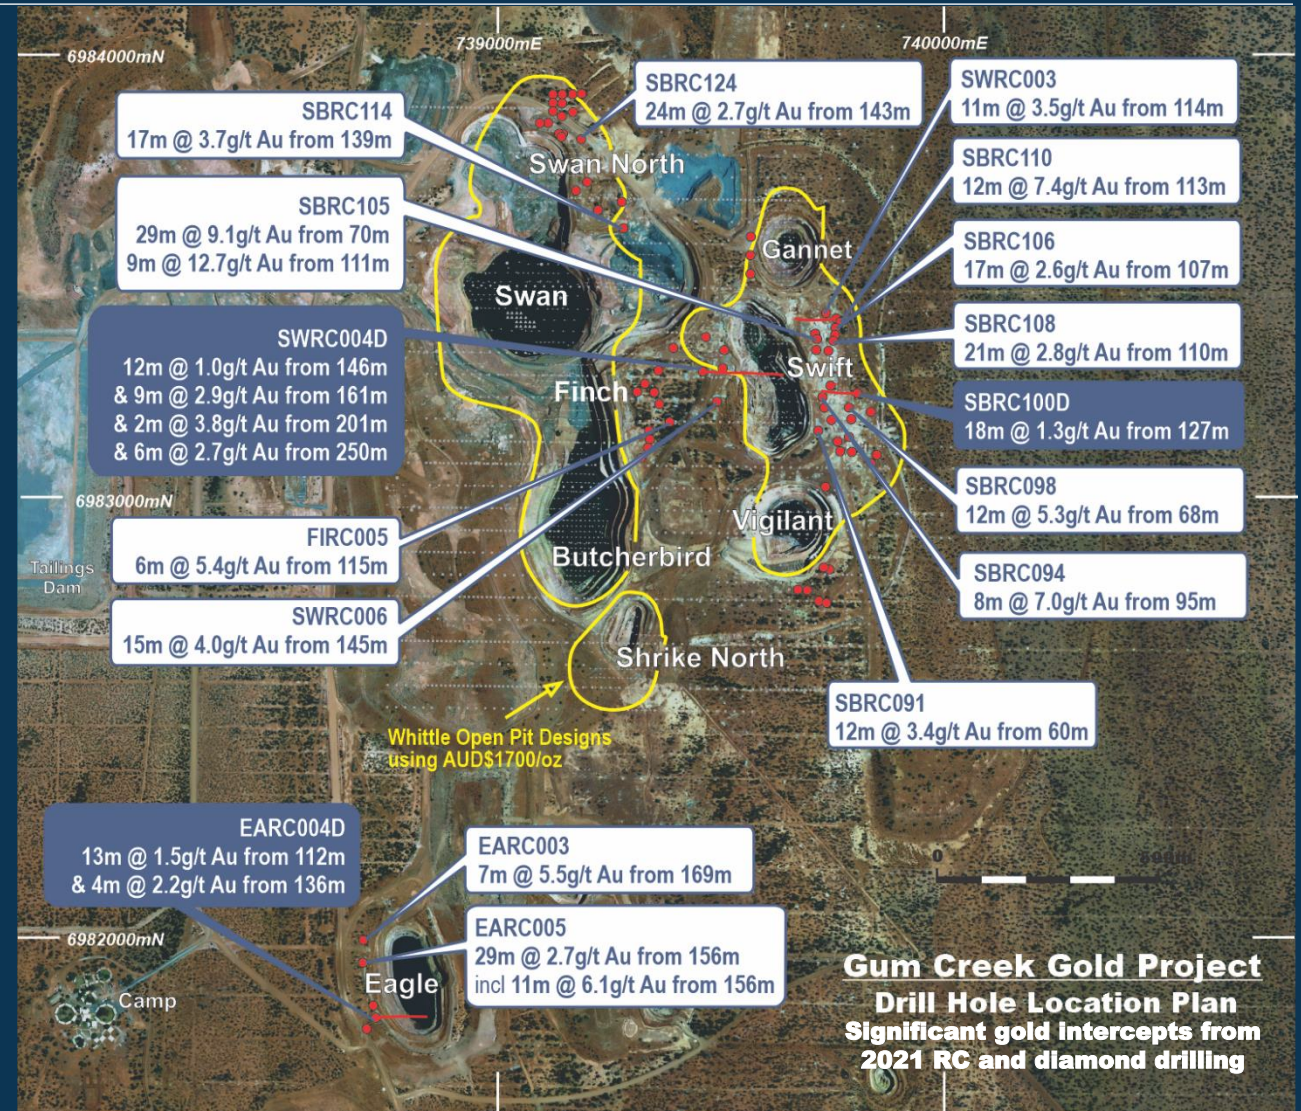 739000mE
740000mE
6984000mN
SBRC124
24m @ 2.7g/t Au from 143m
SWRC003
11m @ 3.5g/t Au from 114m
SBRC114
17m @ 3.7g/t Au from 139m
SBRC110
12m @ 7.4g/t Au from 113m
Swan North
SBRC105
29m @ 9.1g/t Au from 70m
9m @ 12.7g/t Au from 111m
Gannet
SBRC106
17m @ 2.6g/t Au from 107m
Swan
SBRC108
21m @ 2.8g/t Au from 110m
SWRC004D
12m @ 1.0g/t Au from 146m
& 9m @ 2.9g/t Au from 161m
& 2m @ 3.8g/t Au from 201m
& 6m @ 2.7g/t Au from 250m
Swift
Finch
SBRC100D
18m @ 1.3g/t Au from 127m
6983000mN
SBRC098
12m @ 5.3g/t Au from 68m
Vigilant
FIRC005
6m @ 5.4g/t Au from 115m
Butcherbird
Tailings
Dam
SBRC094
8m @ 7.0g/t Au from 95m
SWRC006
15m @ 4.0g/t Au from 145m
Shrike North
SBRC091
12m @ 3.4g/t Au from 60m
Whittle Open Pit Designs
using AUD$1700/oz
EARC004D
13m @ 1.5g/t Au from 112m
& 4m @ 2.2g/t Au from 136m
EARC003
7m @ 5.5g/t Au from 169m
0
500m
EARC005
29m @ 2.7g/t Au from 156m
incl 11m @ 6.1g/t Au from 156m
6982000mN
Eagle
Camp
Gum Creek Gold Project
Drill Hole Location Plan
Significant gold intercepts from
2021 RC and diamond drilling